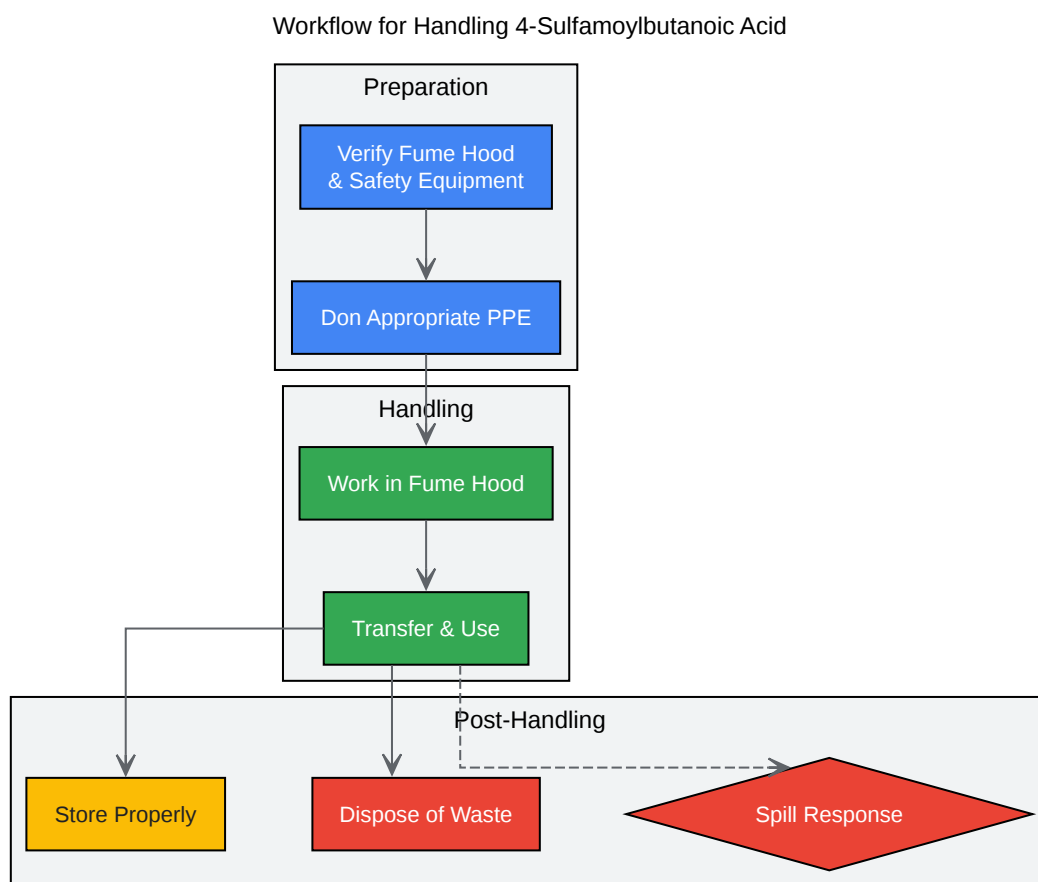 Workflow for Handling 4-Sulfamoylbutanoic Acid
Preparation
Verify Fume Hood
& Safety Equipment
Don Appropriate PPE
Handling
Work in Fume Hood
Transfer & Use
Post-Handling
Store Properly
Dispose of Waste
Spill Response